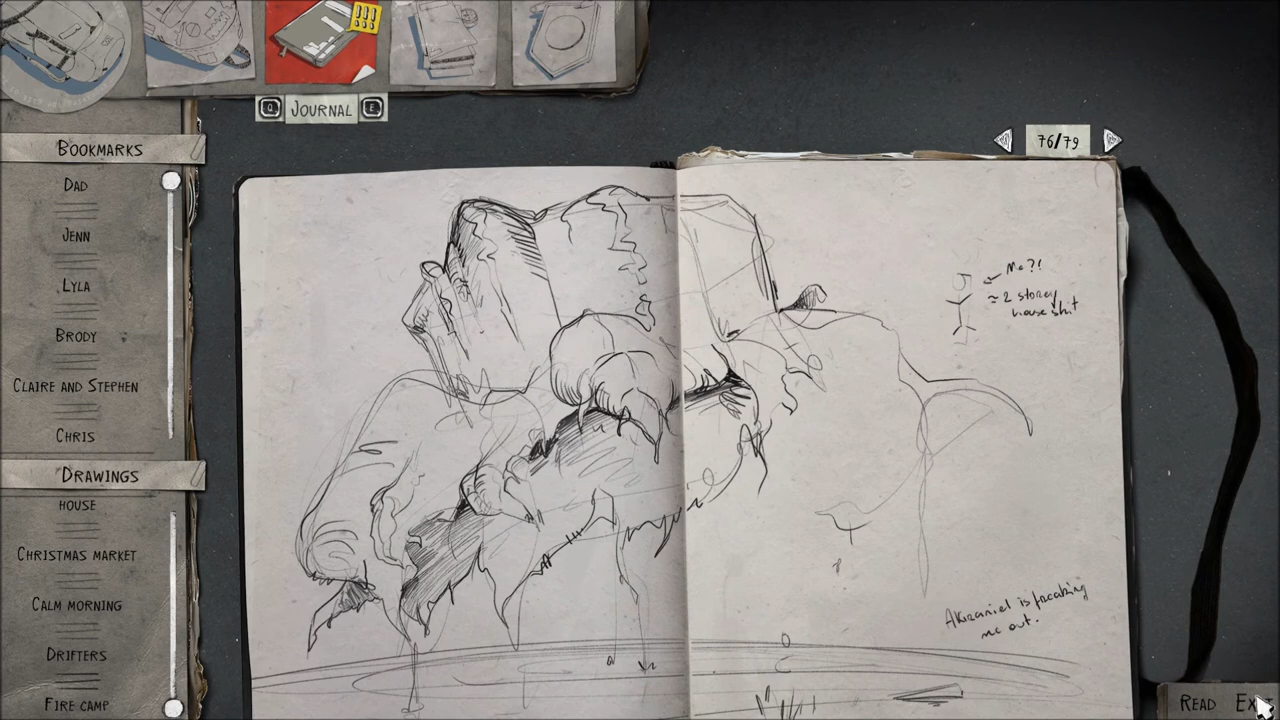 Q
JOURNAL
E
BOOKMARKS
DAD
JENN
LYLA
BRODY
CLAIRE AND STEPHEN
CHRIS
DRAWINGS
HOUSE
CHRISTMAS MARKET
CALM MORNING
DRIFTERS
FIRE CAMP
76/79
Me?!
≈ 2 storey
house shit
is freaking
me out.
READ